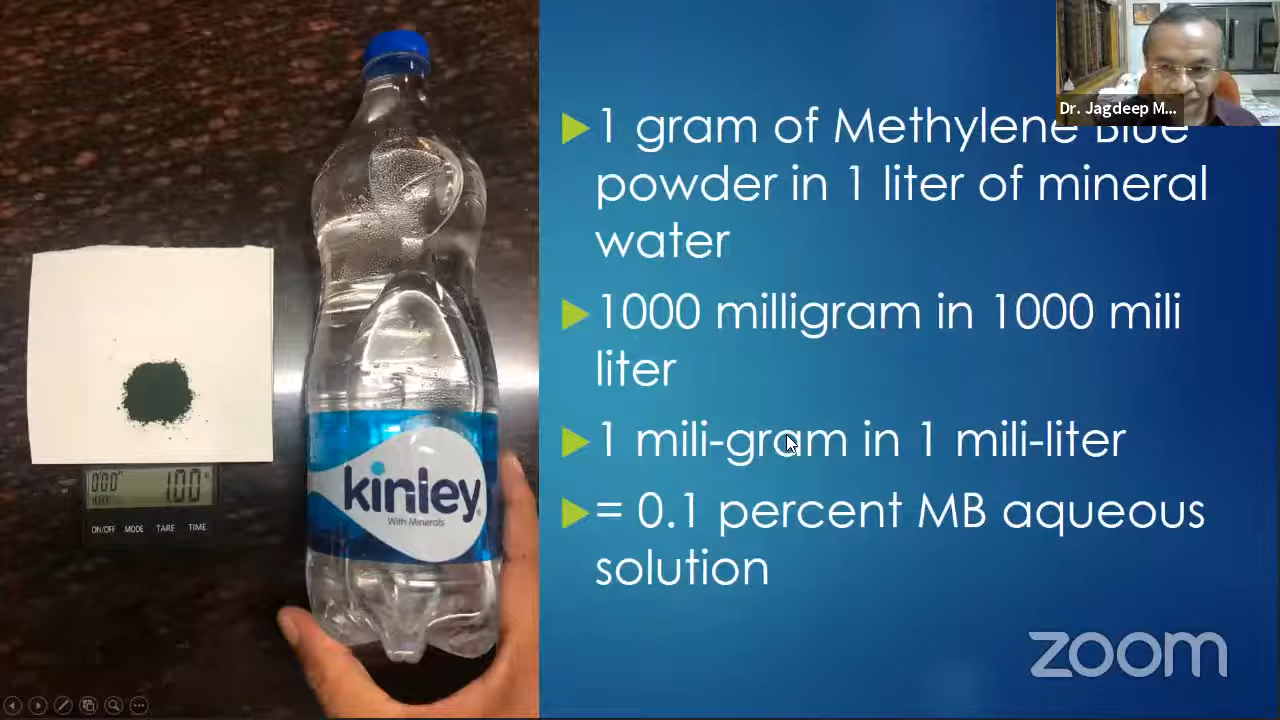 Dr. Jagdeep M...
1 gram of Methylene Blue
powder in 1 liter of mineral
water
1000 milligram in 1000 mili
liter
1 mili-gram in 1 mili-liter
= 0.1 percent MB aqueous
solution
1.00
ON/OFF MODE TARE TIME
kinley
With Minerals
zoom